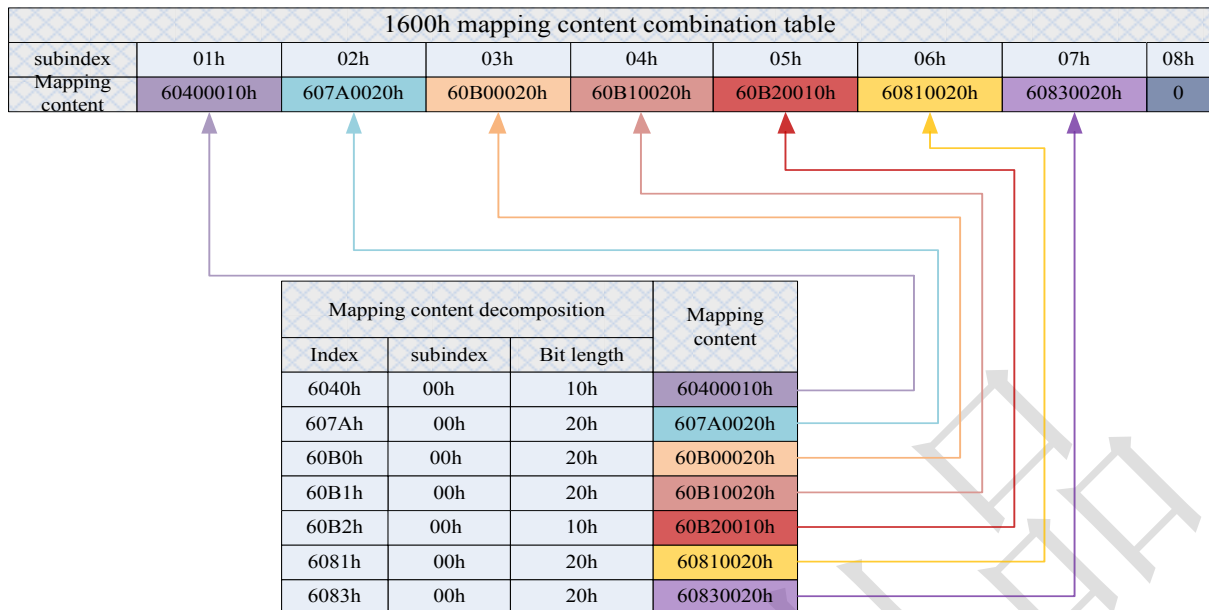 1600h mapping content combination table
subindex 01h 02h 03h 04h 05h 06h 07h 08h
Mapping content 60400010h 607A0020h 60B00020h 60B10020h 60B20010h 60810020h 60830020h 0
Mapping content decomposition Mapping content
Index subindex Bit length
6040h 00h 10h 60400010h
607Ah 00h 20h 607A0020h
60B0h 00h 20h 60B00020h
60B1h 00h 20h 60B10020h
60B2h 00h 10h 60B20010h
6081h 00h 20h 60810020h
6083h 00h 20h 60830020h